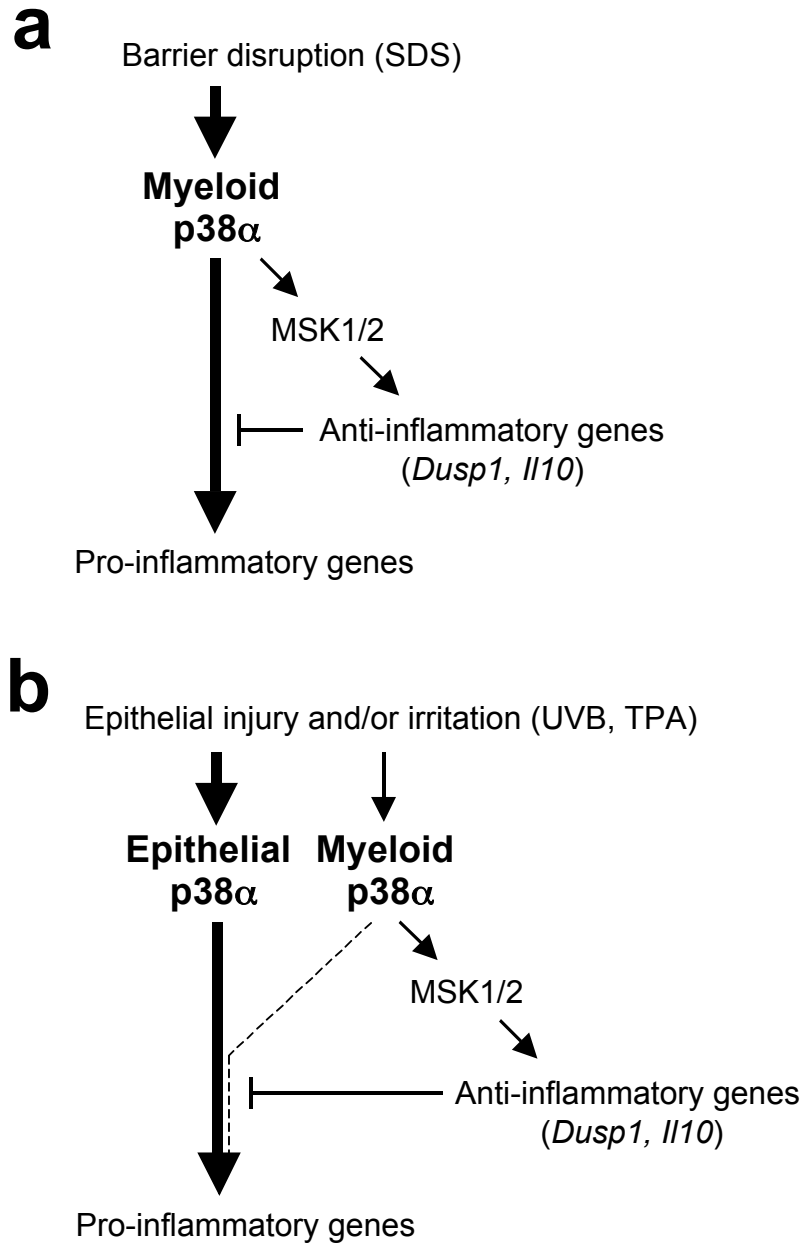 a
Barrier disruption (SDS)
Myeloid
p38α
MSK1/2
Anti-inflammatory genes
(Dusp1, Il10)
Pro-inflammatory genes
b
Epithelial injury and/or irritation (UVB, TPA)
Epithelial Myeloid
p38α p38α
MSK1/2
Anti-inflammatory genes
(Dusp1, Il10)
Pro-inflammatory genes